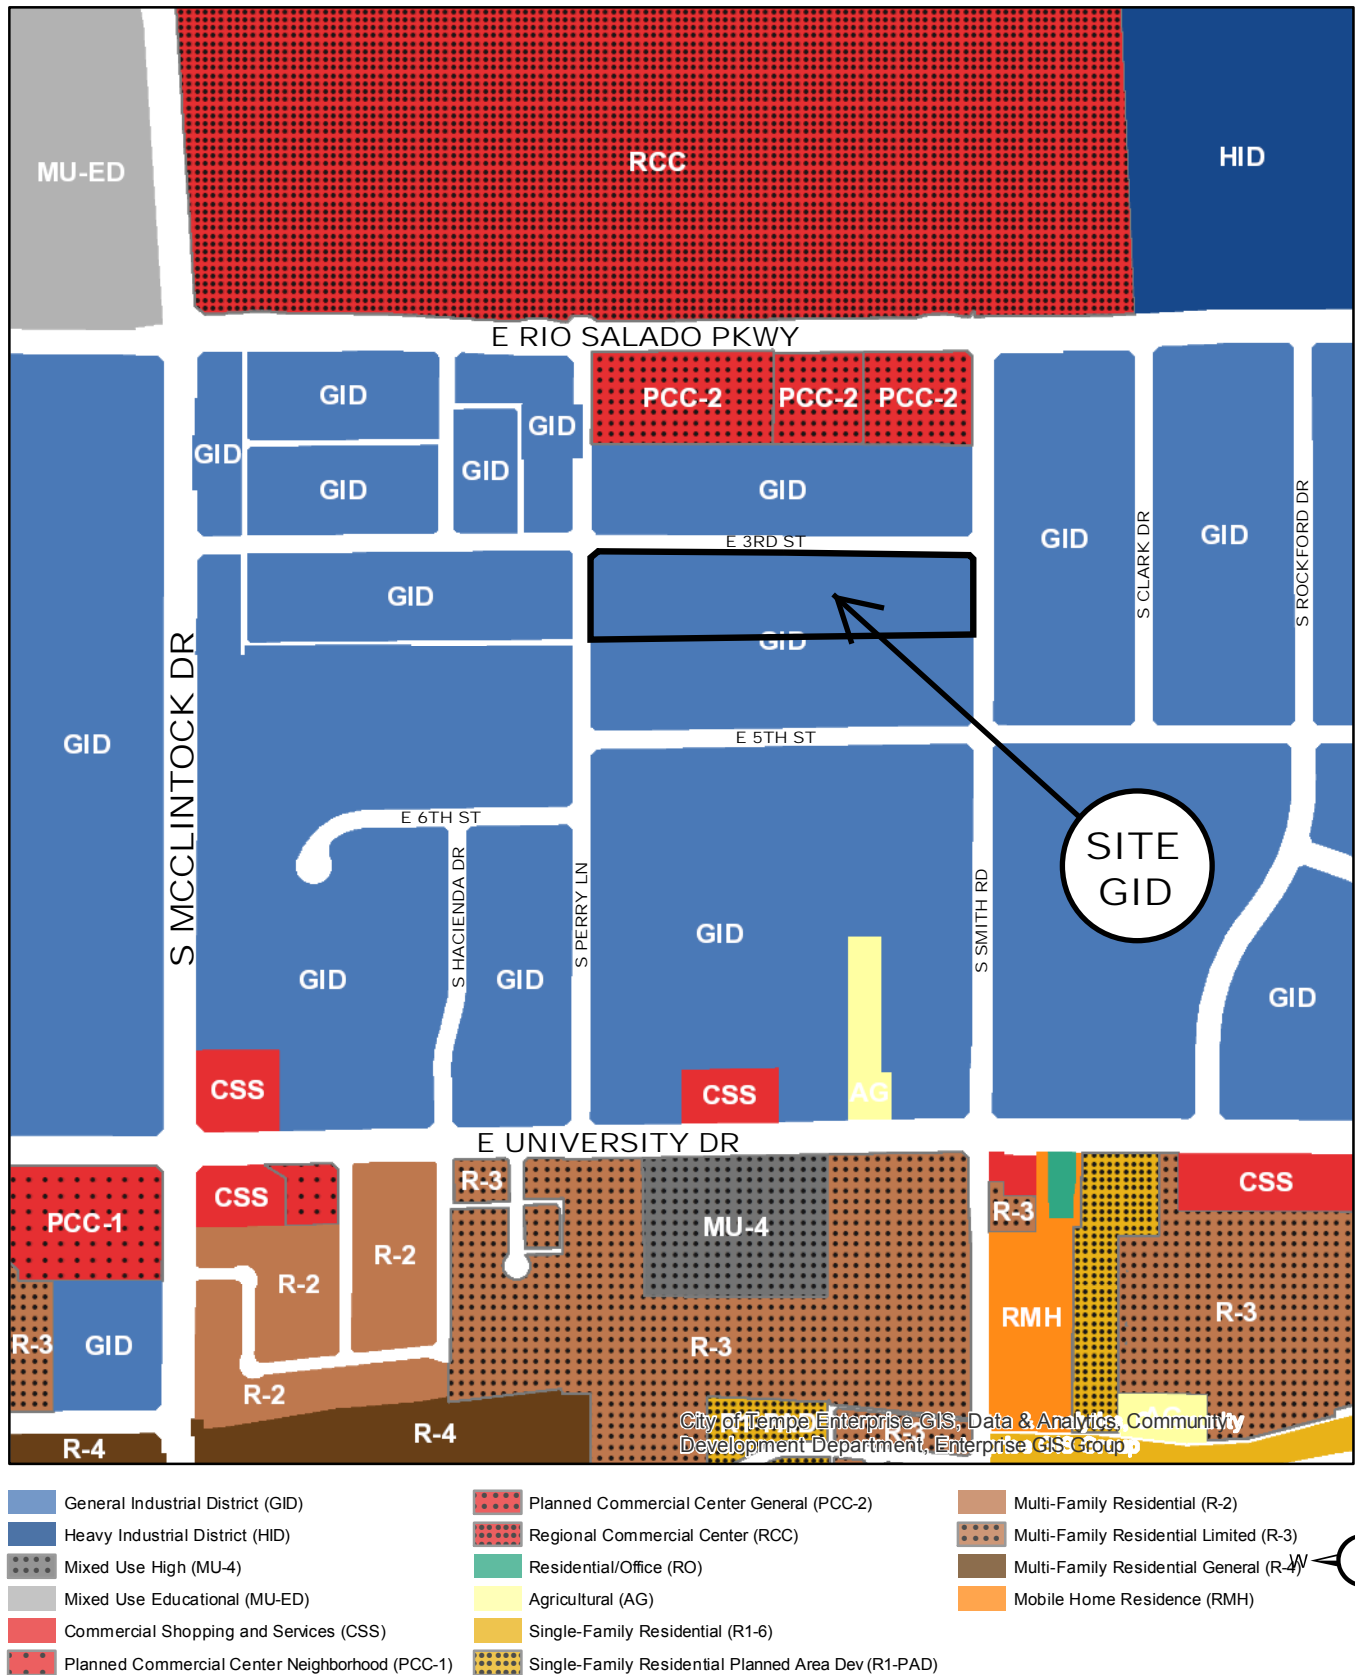 MU-ED
RCC
HID
E RIO SALADO PKWY
GID
PCC-2
PCC-2
PCC-2
GID
GID
GID
GID
GID
GID
GID
GID
E 3RD ST
S CLARK DR
S ROCKFORD DR
GID
GID
S MCCLINTOCK DR
GID
E 5TH ST
E 6TH ST
SITE
GID
S HACIENDA DR
S PERRY LN
S SMITH RD
GID
GID
GID
GID
CSS
CSS
AG
E UNIVERSITY DR
R-3
CSS
CSS
PCC-1
MU-4
R-3
R-2
R-2
R-3
GID
R-3
RMH
R-3
R-2
AG
R-4
R-4
R-3
City of Tempe Enterprise GIS, Data & Analytics, Community
Development Department, Enterprise GIS Group
General Industrial District (GID)
Heavy Industrial District (HID)
Mixed Use High (MU-4)
Mixed Use Educational (MU-ED)
Commercial Shopping and Services (CSS)
Planned Commercial Center Neighborhood (PCC-1)
Planned Commercial Center General (PCC-2)
Regional Commercial Center (RCC)
Residential/Office (RO)
Agricultural (AG)
Single-Family Residential (R1-6)
Single-Family Residential Planned Area Dev (R1-PAD)
Multi-Family Residential (R-2)
Multi-Family Residential Limited (R-3)
Multi-Family Residential General (R-4)
Mobile Home Residence (RMH)
W